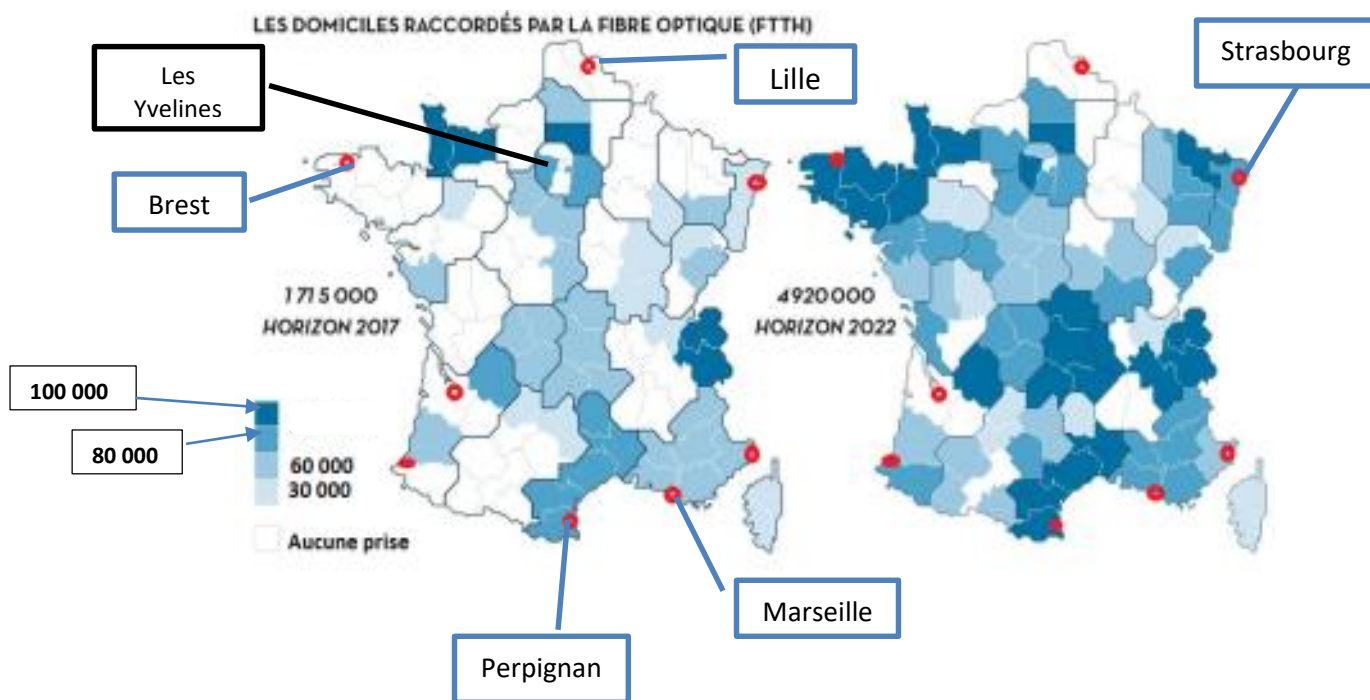 LES DOMICILES RACCORDÉS PAR LA FIBRE OPTIQUE (FTTH)
Les
Yvelines
Lille
Strasbourg
Brest
1 715 000
HORIZON 2017
4 920 000
HORIZON 2022
100 000
80 000
60 000
30 000
Aucune prise
Marseille
Perpignan